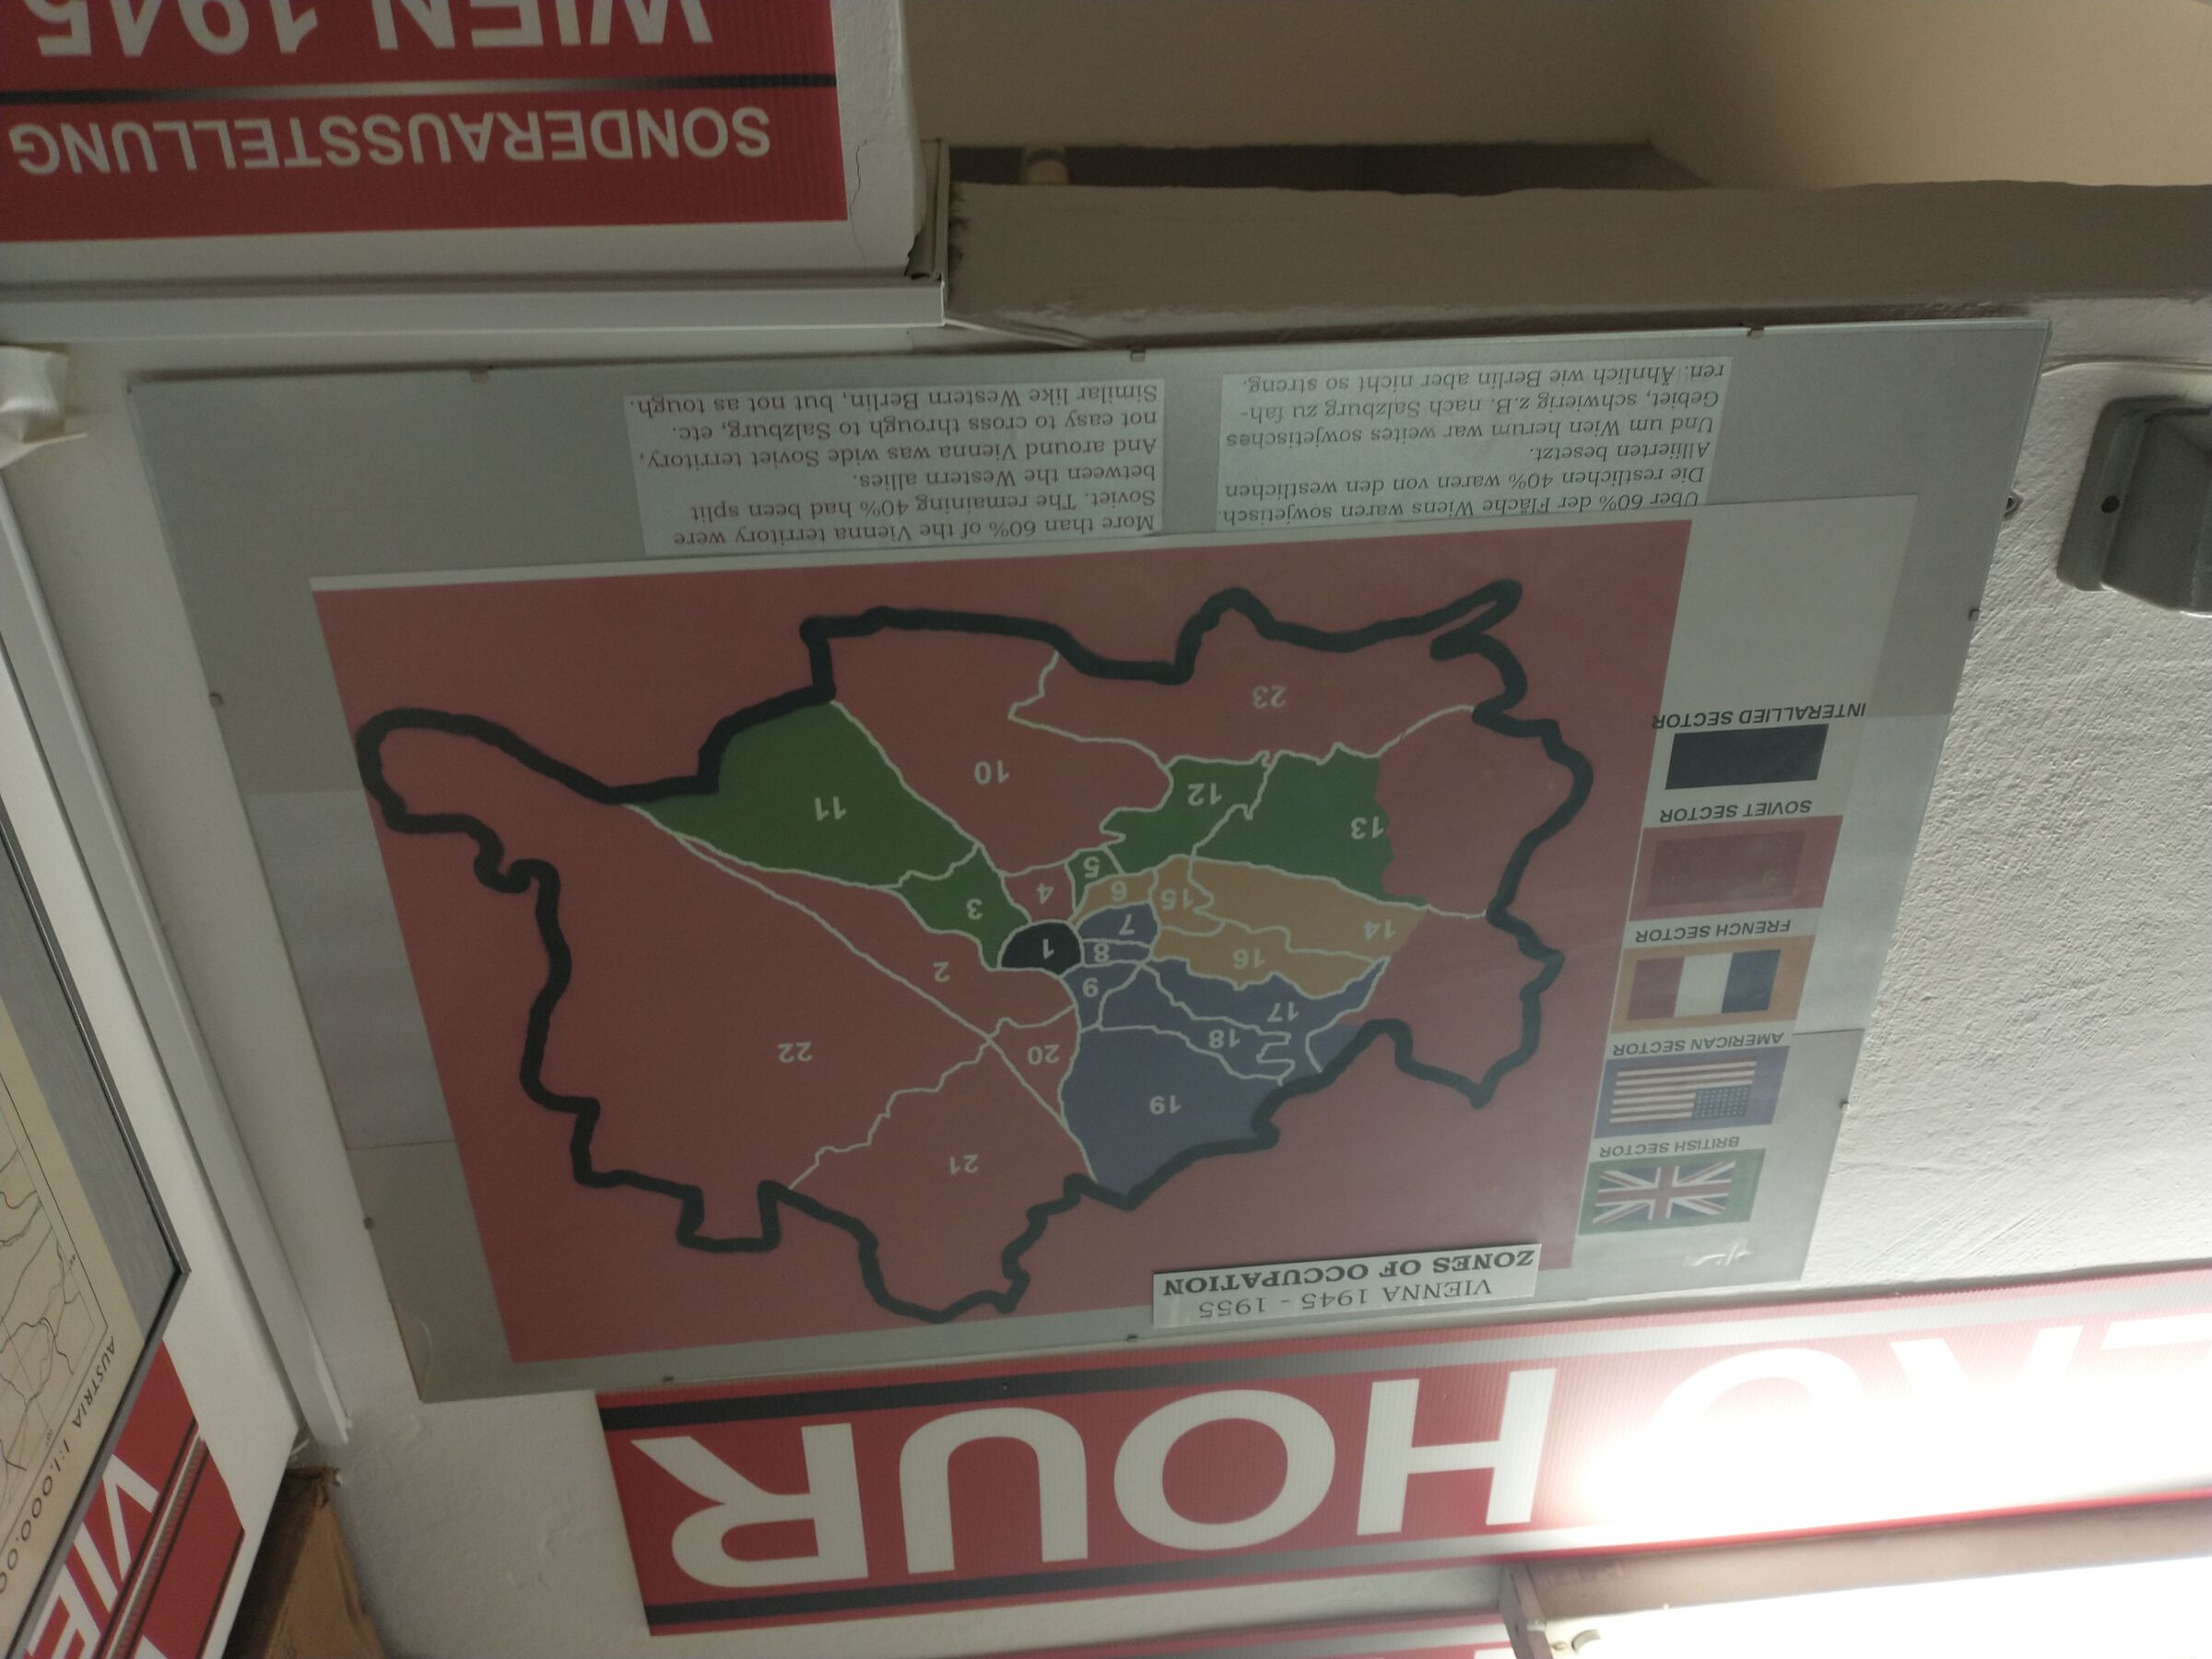 HOUR
VIENNA 1945 - 1955
ZONES OF OCCUPATION
BRITISH SECTOR
AMERICAN SECTOR
FRENCH SECTOR
SOVIET SECTOR
INTERALLIED SECTOR
21
19
20
22
18
17
9
2
16
8
1
14
7
3
15
6
4
5
13
12
11
10
23
Über 60% der Fläche Wiens waren sowjetisch.
Die restlichen 40% waren von den westlichen
Alliierten besetzt.
Und um Wien herum war weites sowjetisches
Gebiet, schwierig z.B. nach Salzburg zu fah-
ren. Ähnlich wie Berlin aber nicht so streng.
More than 60% of the Vienna territory were
Soviet. The remaining 40% had been split
between the Western allies.
And around Vienna was wide Soviet territory,
not easy to cross through to Salzburg, etc.
Similar like Western Berlin, but not as tough.
VIE
AUSTRIA 1:1.000.00
SONDERAUSSTELLUNG
WIEN 1945